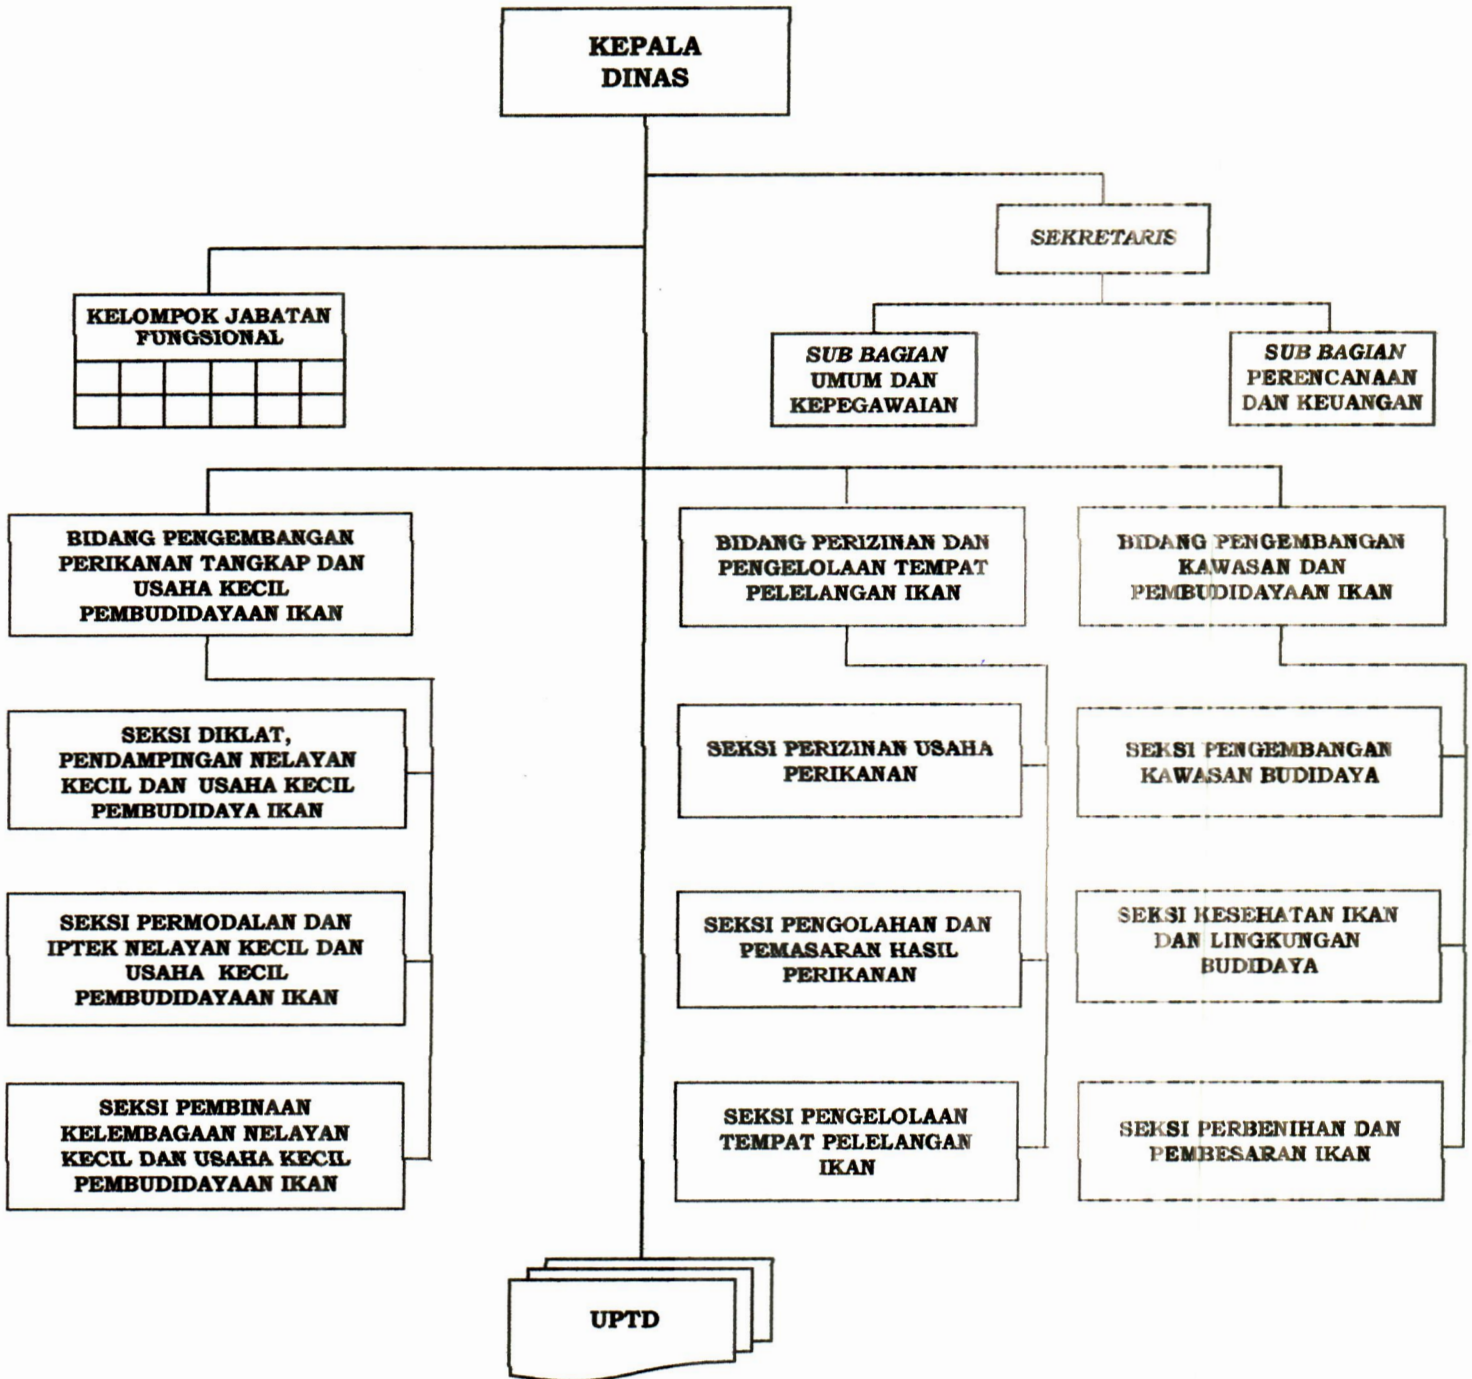 KEPALA
DINAS
SEKRETARIS
KELOMPOK JABATAN
FUNGSIONAL
SUB BAGIAN
UMUM DAN
KEPEGAWAIAN
SUB BAGIAN
PERENCANAAN
DAN KEUANGAN
BIDANG PENGEMBANGAN
PERIKANAN TANGKAP DAN
USAHA KECIL
PEMBUDIDAYAAN IKAN
BIDANG PERIZINAN DAN
PENGELOLAAN TEMPAT
PELELANGAN IKAN
BIDANG PENGEMBANGAN
KAWASAN DAN
PEMBUDIDAYAAN IKAN
SEKSI DIKLAT,
PENDAMPINGAN NELAYAN
KECIL DAN USAHA KECIL
PEMBUDIDAYA IKAN
SEKSI PERIZINAN USAHA
PERIKANAN
SEKSI PENGEMBANGAN
KAWASAN BUDIDAYA
SEKSI PERMODALAN DAN
IPTEK NELAYAN KECIL DAN
USAHA KECIL
PEMBUDIDAYAAN IKAN
SEKSI PENGOLAHAN DAN
PEMASARAN HASIL
PERIKANAN
SEKSI KESEHATAN IKAN
DAN LINGKUNGAN
BUDIDAYA
SEKSI PEMBINAAN
KELEMBAGAAN NELAYAN
KECIL DAN USAHA KECIL
PEMBUDIDAYAAN IKAN
SEKSI PENGELOLAAN
TEMPAT PELELANGAN
IKAN
SEKSI PERBENIHAN DAN
PEMBESARAN IKAN
UPTD